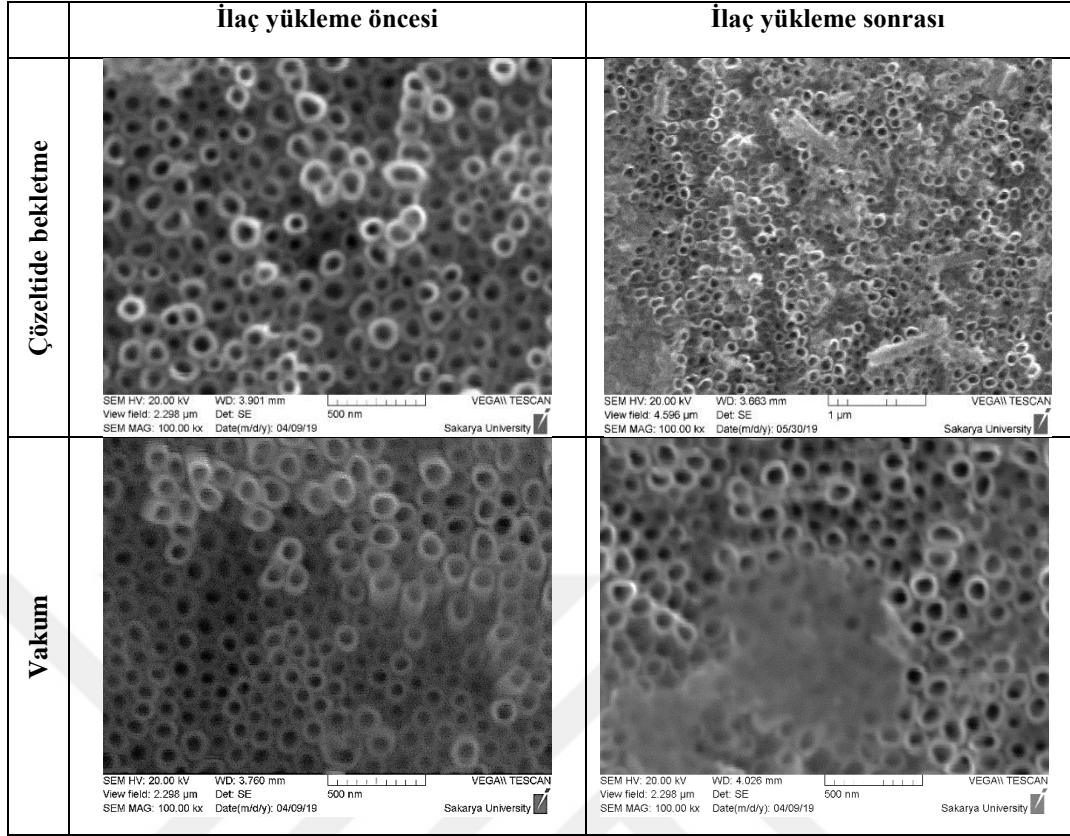 İlaç yükleme öncesi
İlaç yükleme sonrası
Çözeltide bekletme
SEM HV: 20.00 kV WD: 3.901 mm VEGA\\ TESCAN
View field: 2.298 µm Det: SE 500 nm
SEM MAG: 100.00 kx Date(m/d/y): 04/09/19 Sakarya University
SEM HV: 20.00 kV WD: 3.663 mm VEGA\\ TESCAN
View field: 4.596 µm Det: SE 1 µm
SEM MAG: 100.00 kx Date(m/d/y): 05/30/19 Sakarya University
Vakum
SEM HV: 20.00 kV WD: 3.760 mm VEGA\\ TESCAN
View field: 2.298 µm Det: SE 500 nm
SEM MAG: 100.00 kx Date(m/d/y): 04/09/19 Sakarya University
SEM HV: 20.00 kV WD: 4.026 mm VEGA\\ TESCAN
View field: 2.298 µm Det: SE 500 nm
SEM MAG: 100.00 kx Date(m/d/y): 04/09/19 Sakarya University